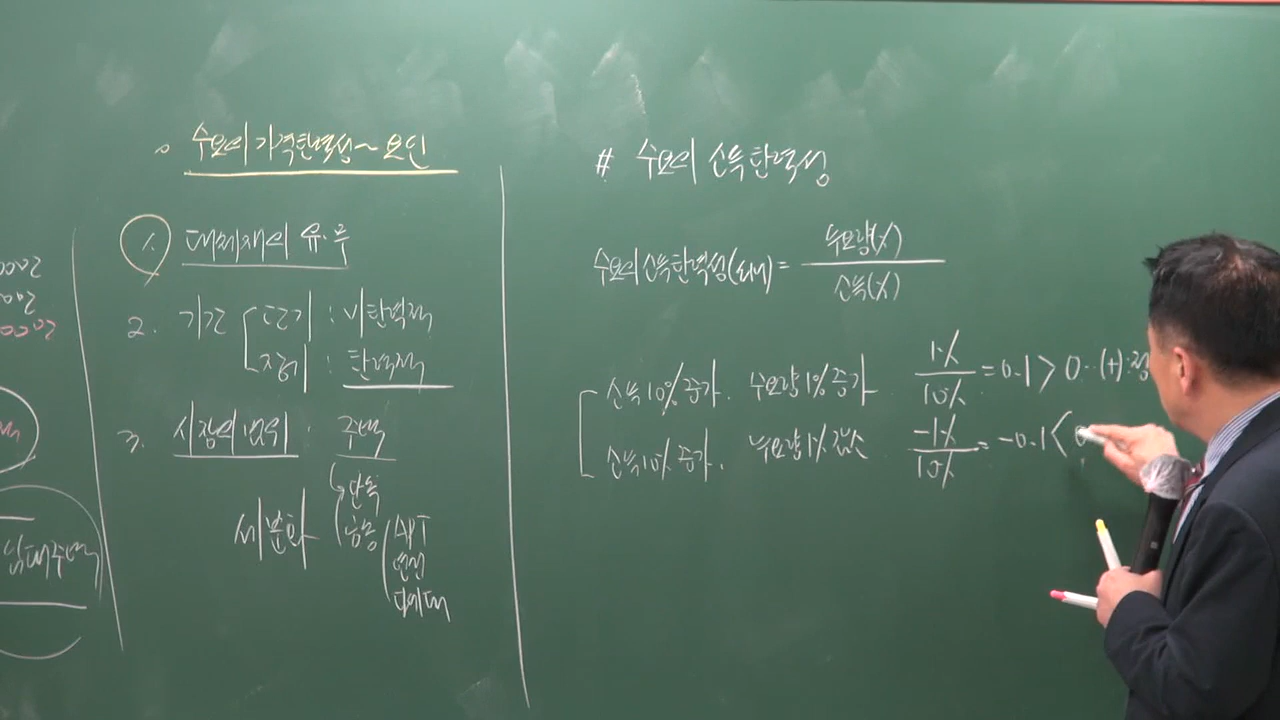 수요의 가격탄력성~요인
1. 대체재의 유·무
2. 기간 단기 : 비탄력적
장기 : 탄력적
3. 시장의 범위 : 주택
세분화
단독
공동
APT
연립
다세대
# 수요의 소득탄력성
수요의 소득탄력성 = 수요량(%)
소득(%)
소득 10% 증가. 수요량 1% 증가 1% / 10% = 0.1 > 0 (+)
소득 10% 증가. 수요량 1% 감소 -1% / 10% = -0.1 <
임대주택